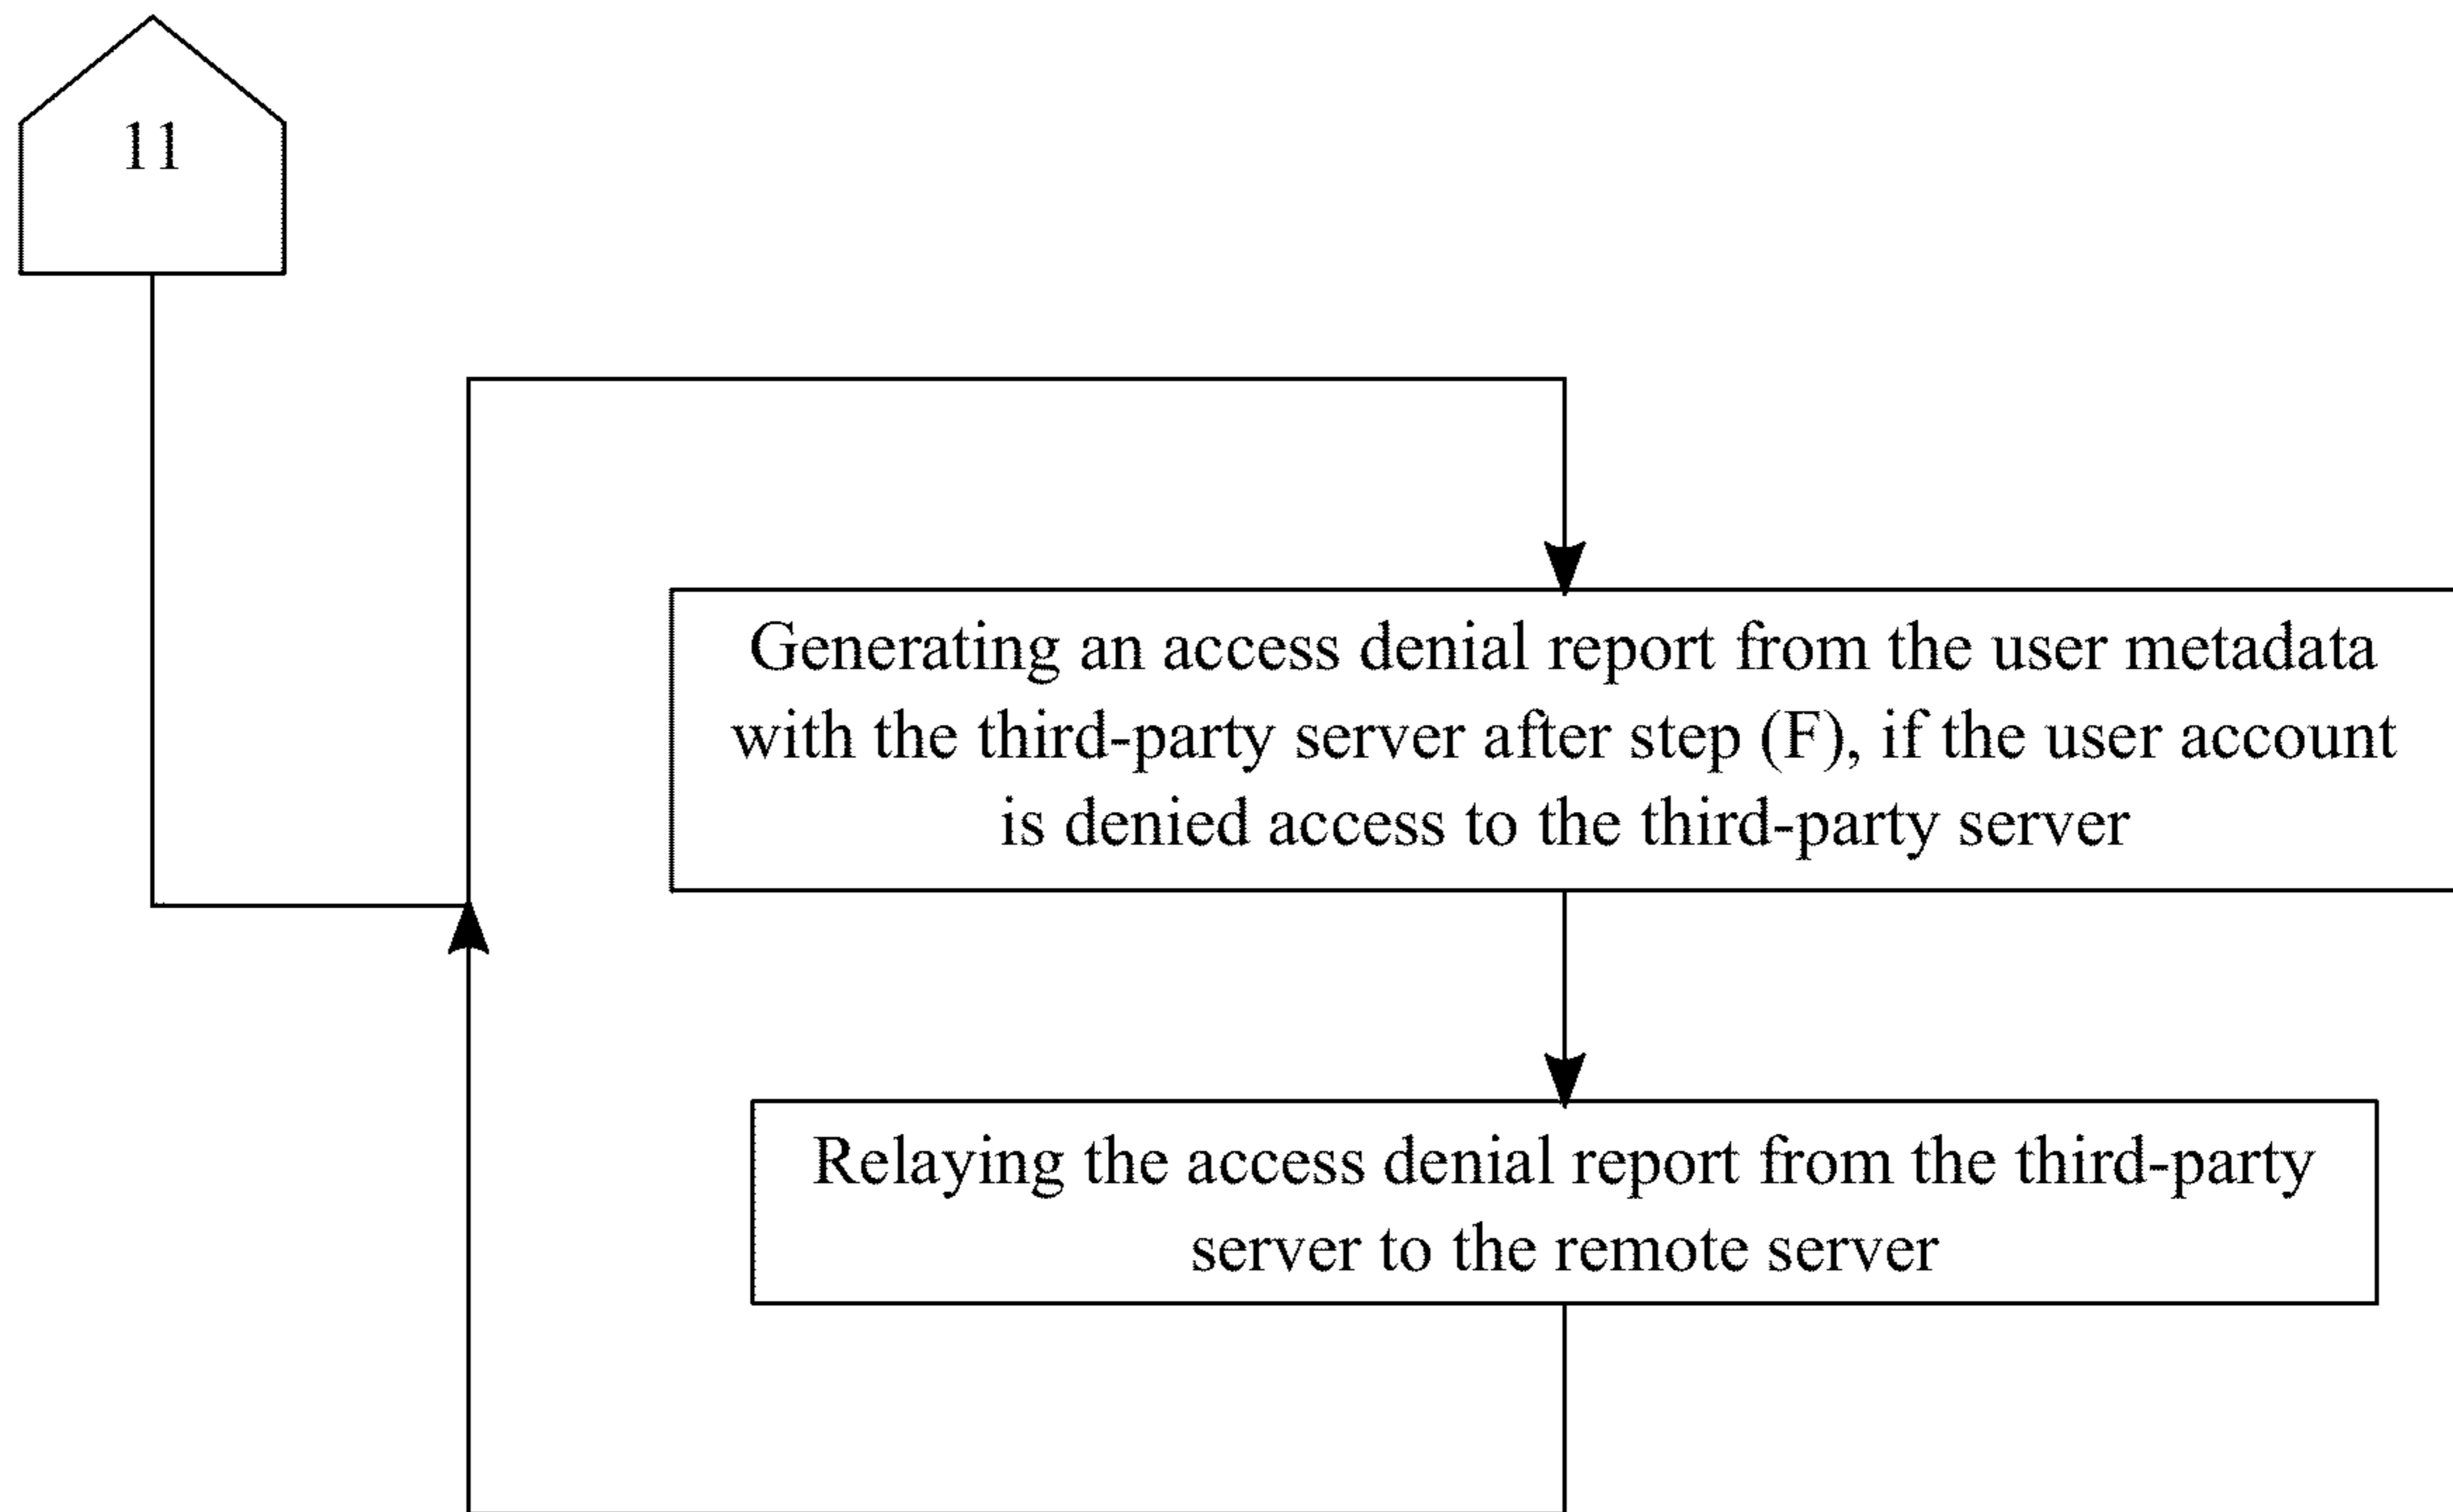 11
Generating an access denial report from the user metadata
with the third-party server after step (F), if the user account
is denied access to the third-party server
Relaying the access denial report from the third-party
server to the remote server